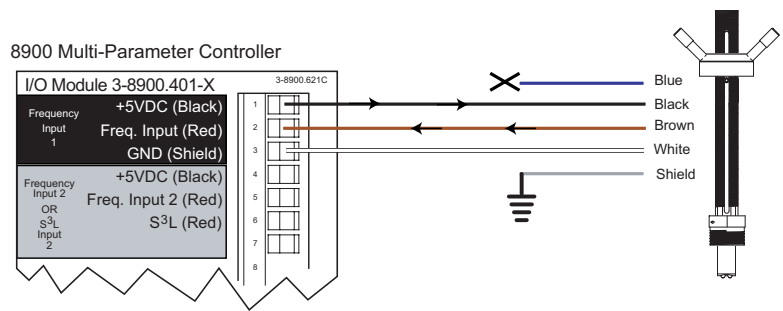 8900 Multi-Parameter Controller
I/O Module 3-8900.401-X
3-8900.621C
Frequency
Input
1
+5VDC (Black)
Freq. Input (Red)
GND (Shield)
Frequency
Input 2
OR
S³L
Input
2
+5VDC (Black)
Freq. Input 2 (Red)
S³L (Red)
1
2
3
4
5
6
7
8
Blue
Black
Brown
White
Shield